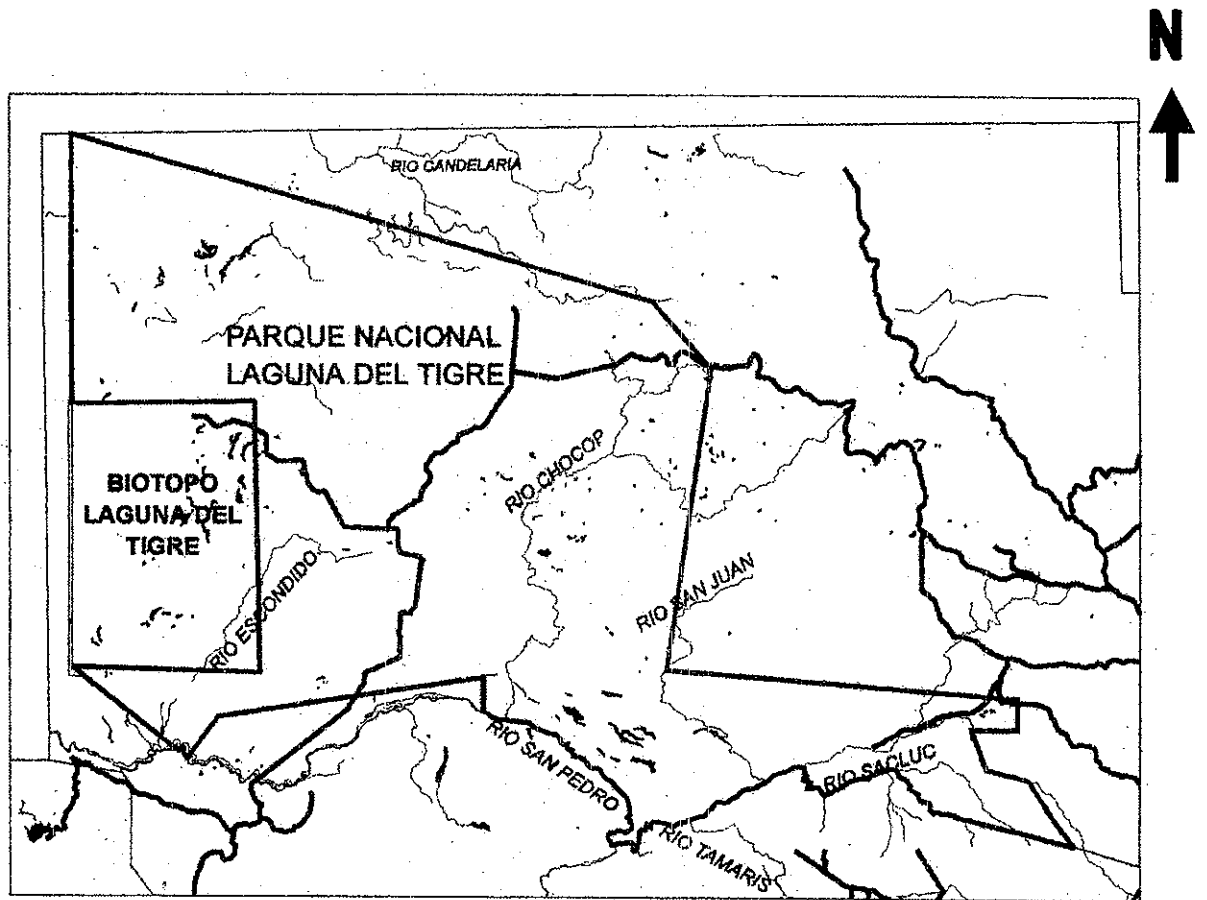 N
RIO CANDELARIA
PARQUE NACIONAL
LAGUNA DEL TIGRE
RIO CHOCOP
BIOTOPO
LAGUNA DEL
TIGRE
RIO ESCONDIDO
RIO SAN JUAN
RIO SAN PEDRO
RIO SACLUC
RIO TAMARIS